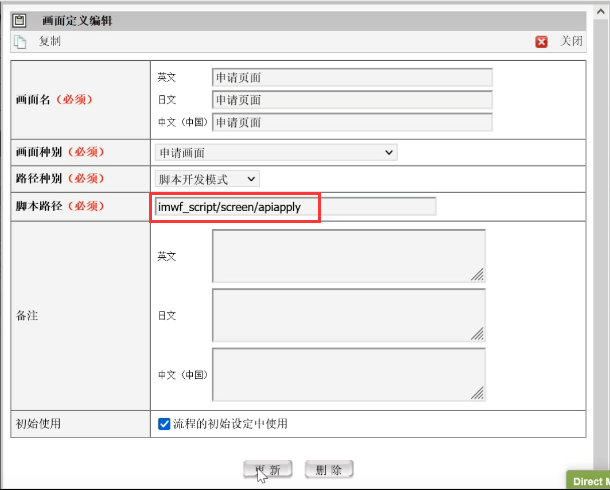 画面定义编辑
复制 关闭
画面名（必须）
英文 申请页面
日文 申请页面
中文（中国） 申请页面
画面种别（必须） 申请画面
路径种别（必须） 脚本开发模式
脚本路径（必须） imwf_script/screen/apiapply
备注
英文
日文
中文（中国）
初始使用 流程的初始设定中使用
更新 删除
Direct